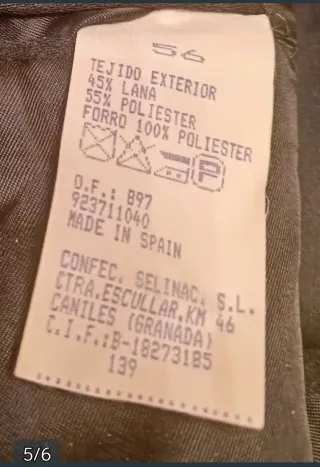 56
TEJIDO EXTERIOR
45% LANA
55% POLIESTER
FORRO 100% POLIESTER
P
O.F.: 897
923711040
MADE IN SPAIN
CONFEC. SELINAC, S.L.
CTRA.ESCULLAR.KM 46
CANILES (GRANADA)
C.I.F.:B-18273185
139
5/6